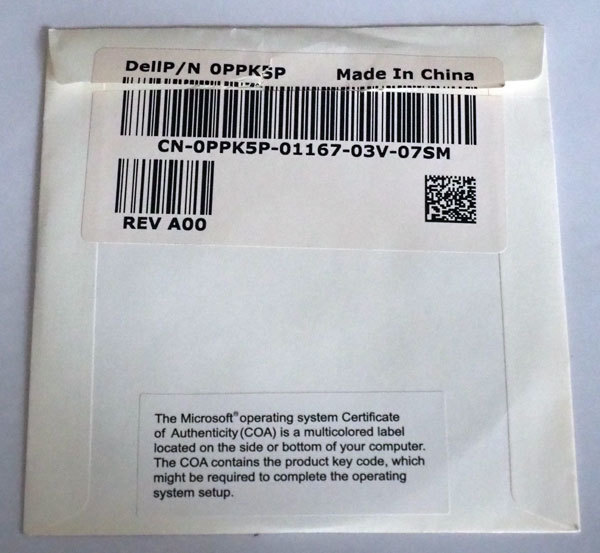 DellP/N 0PPK5P Made In China
CN-0PPK5P-01167-03V-07SM
REV A00
The Microsoft® operating system Certificate
of Authenticity (COA) is a multicolored label
located on the side or bottom of your computer.
The COA contains the product key code, which
might be required to complete the operating
system setup.